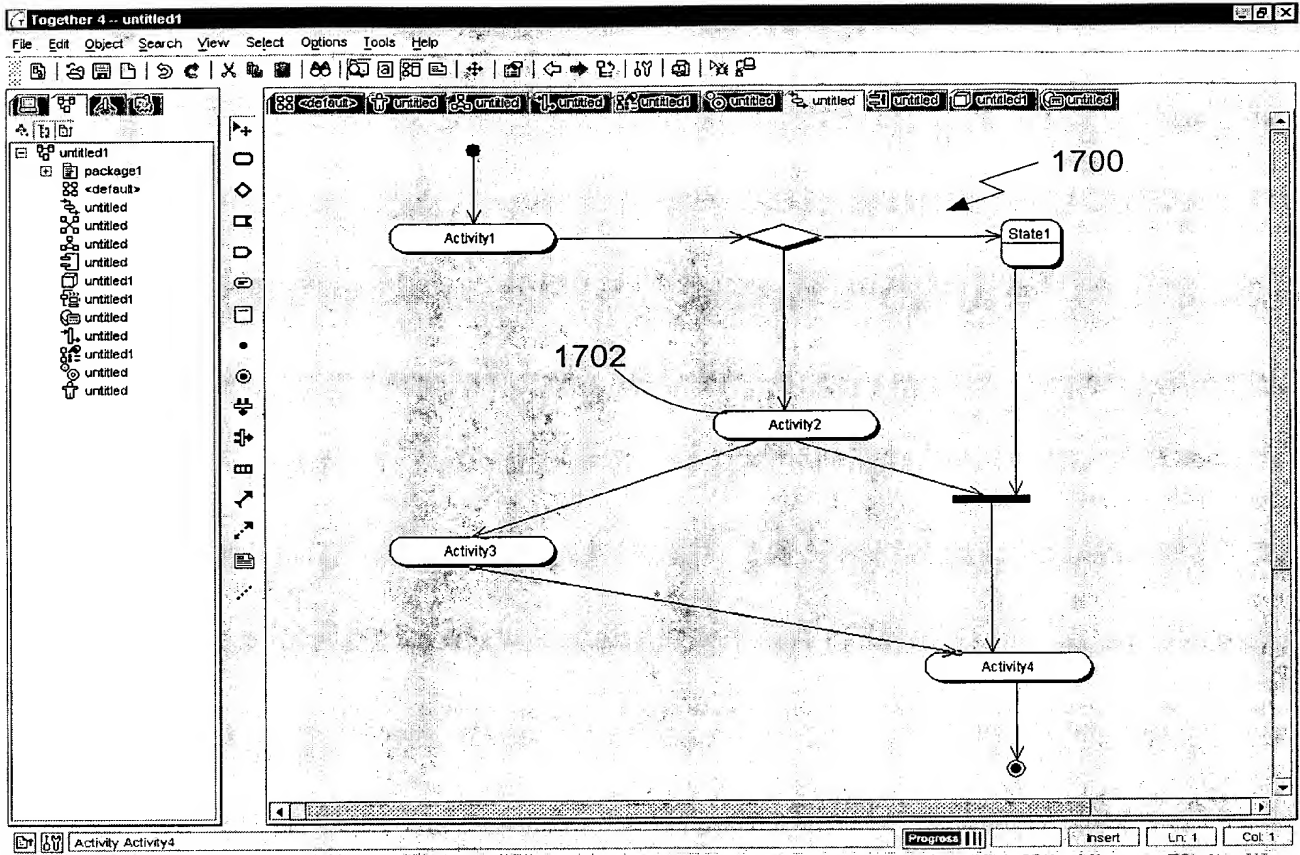 Together 4 -- untitled1
File Edit Object Search View Select Options Tools Help
<default> untitled untitled untitled untitled1 untitled untitled untitled untitled1 untitled
untitled1
package1
<default>
untitled
untitled
untitled
untitled
untitled1
untitled1
untitled
untitled
untitled1
untitled
untitled
1700
Activity1
State1
1702
Activity2
Activity3
Activity4
Activity Activity4
Progress
Insert
Ln: 1
Col: 1